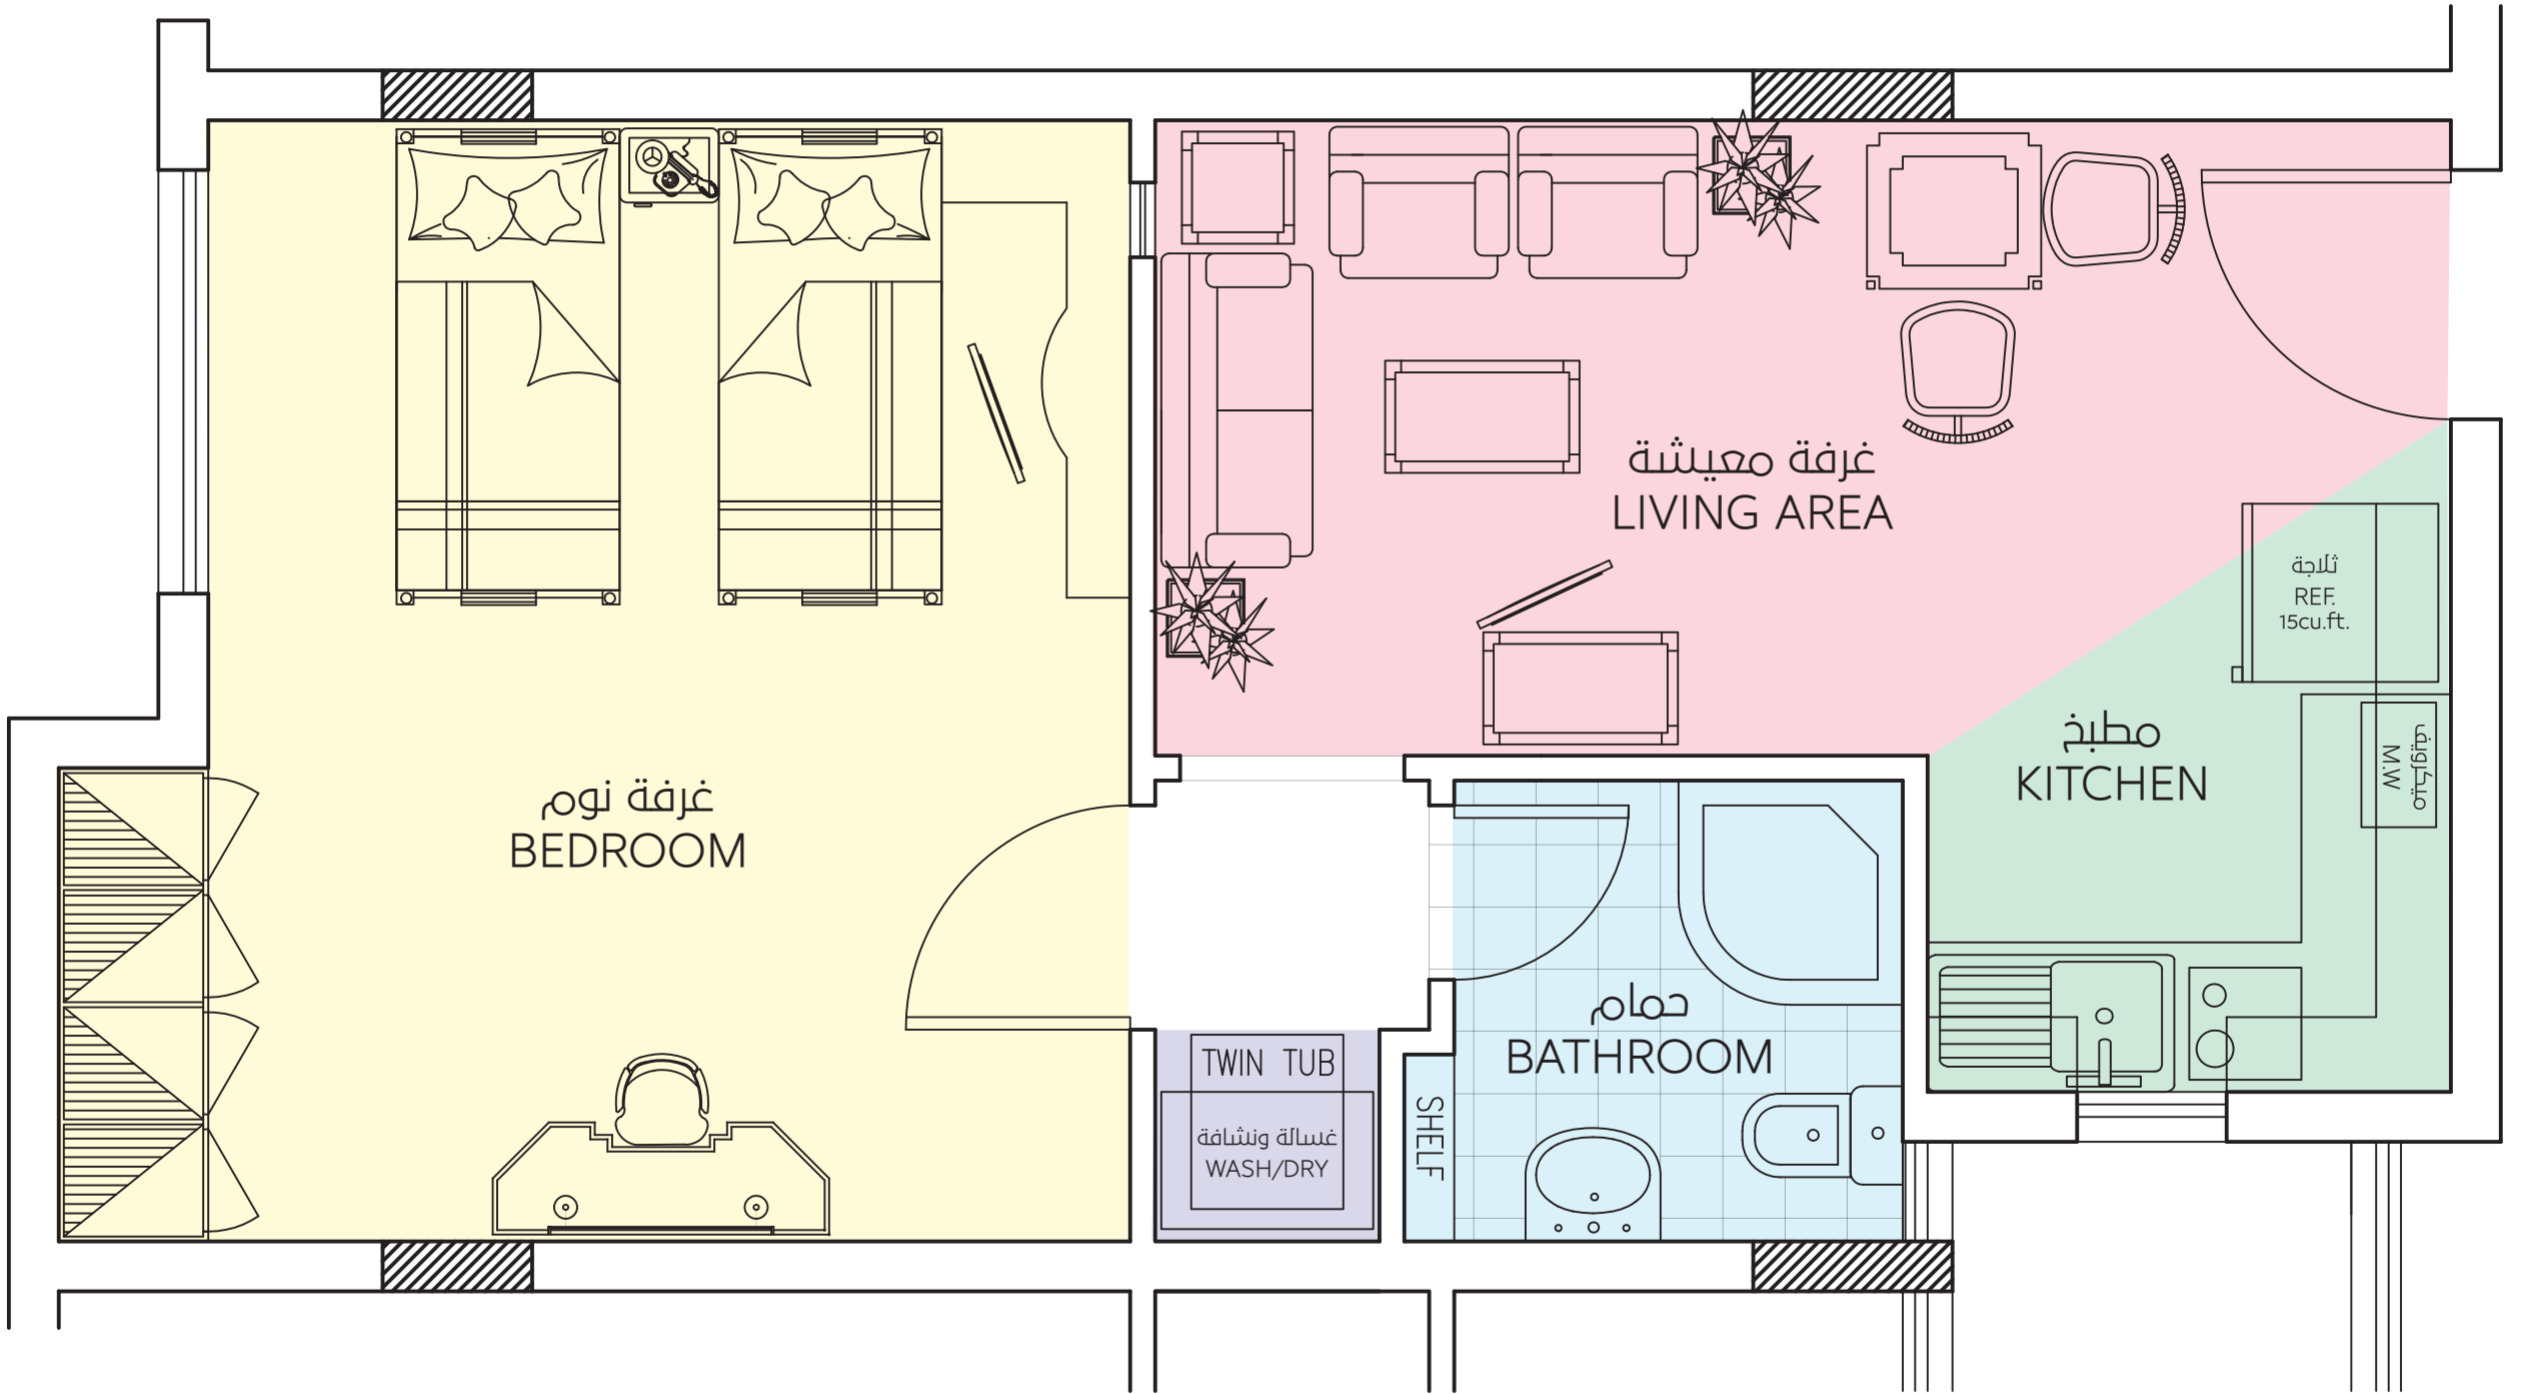 غرفة معيشة
LIVING AREA
ثلاجة
REF.
15cu.ft.
مطبخ
KITCHEN
ميكرويف
M.W
غرفة نوم
BEDROOM
حمام
BATHROOM
TWIN TUB
غسالة ونشافة
WASH/DRY
SHELF